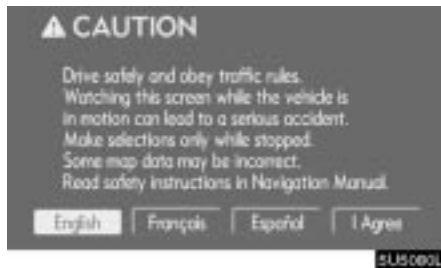 CAUTION
Drive safely and obey traffic rules.
Watching this screen while the vehicle is
in motion can lead to a serious accident.
Make selections only while stopped.
Some map data may be incorrect.
Read safety instructions in Navigation Manual.
English Français Español I Agree
5US080L